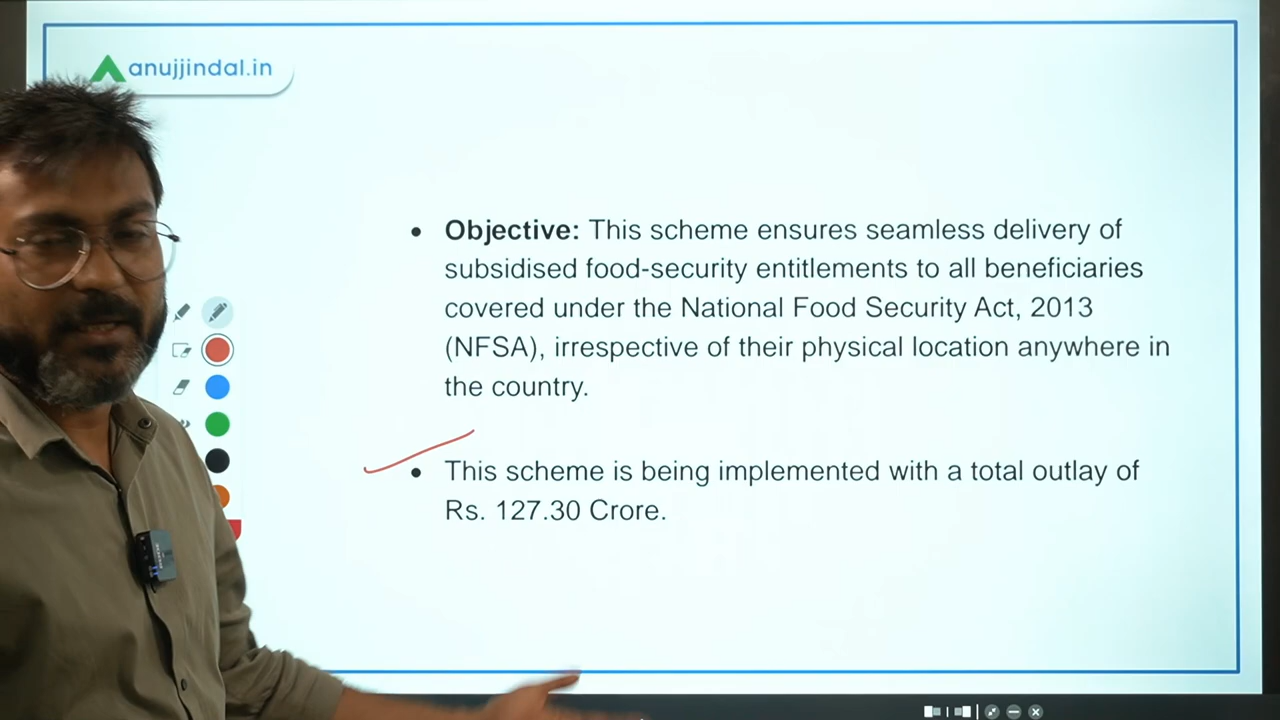 anujjindal.in
• Objective: This scheme ensures seamless delivery of
subsidised food-security entitlements to all beneficiaries
covered under the National Food Security Act, 2013
(NFSA), irrespective of their physical location anywhere in
the country.
• This scheme is being implemented with a total outlay of
Rs. 127.30 Crore.